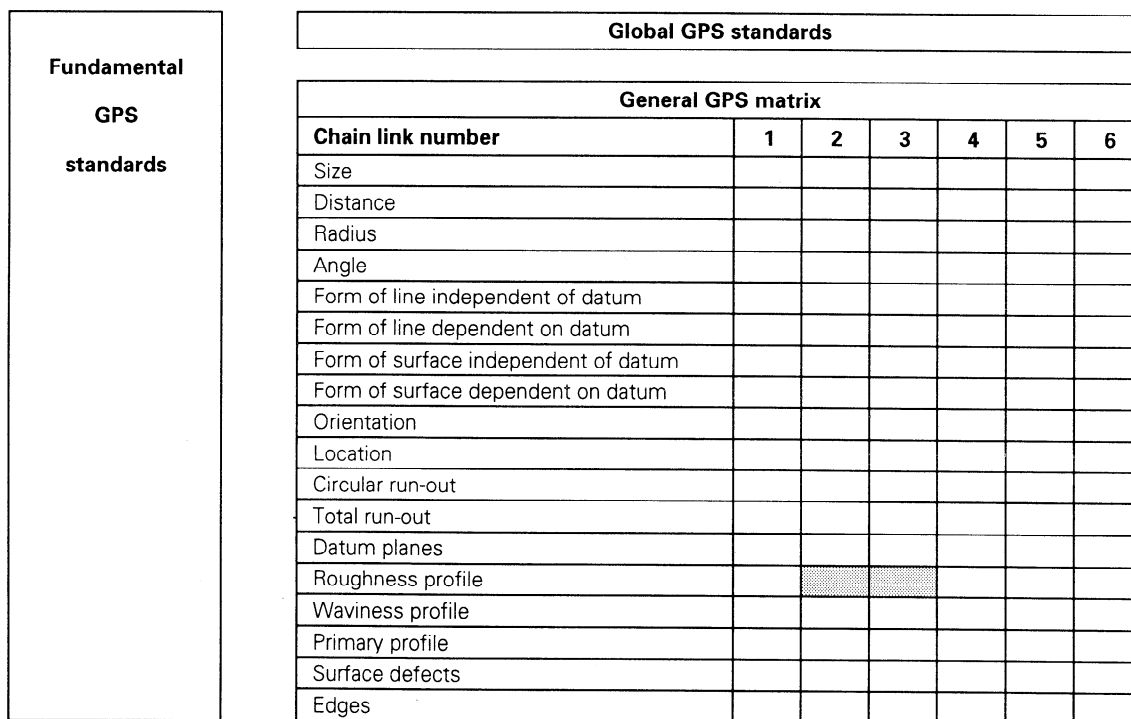 Fundamental
GPS
standards
Global GPS standards
General GPS matrix
Chain link number 1 2 3 4 5 6
Size
Distance
Radius
Angle
Form of line independent of datum
Form of line dependent on datum
Form of surface independent of datum
Form of surface dependent on datum
Orientation
Location
Circular run-out
Total run-out
Datum planes
Roughness profile
Waviness profile
Primary profile
Surface defects
Edges